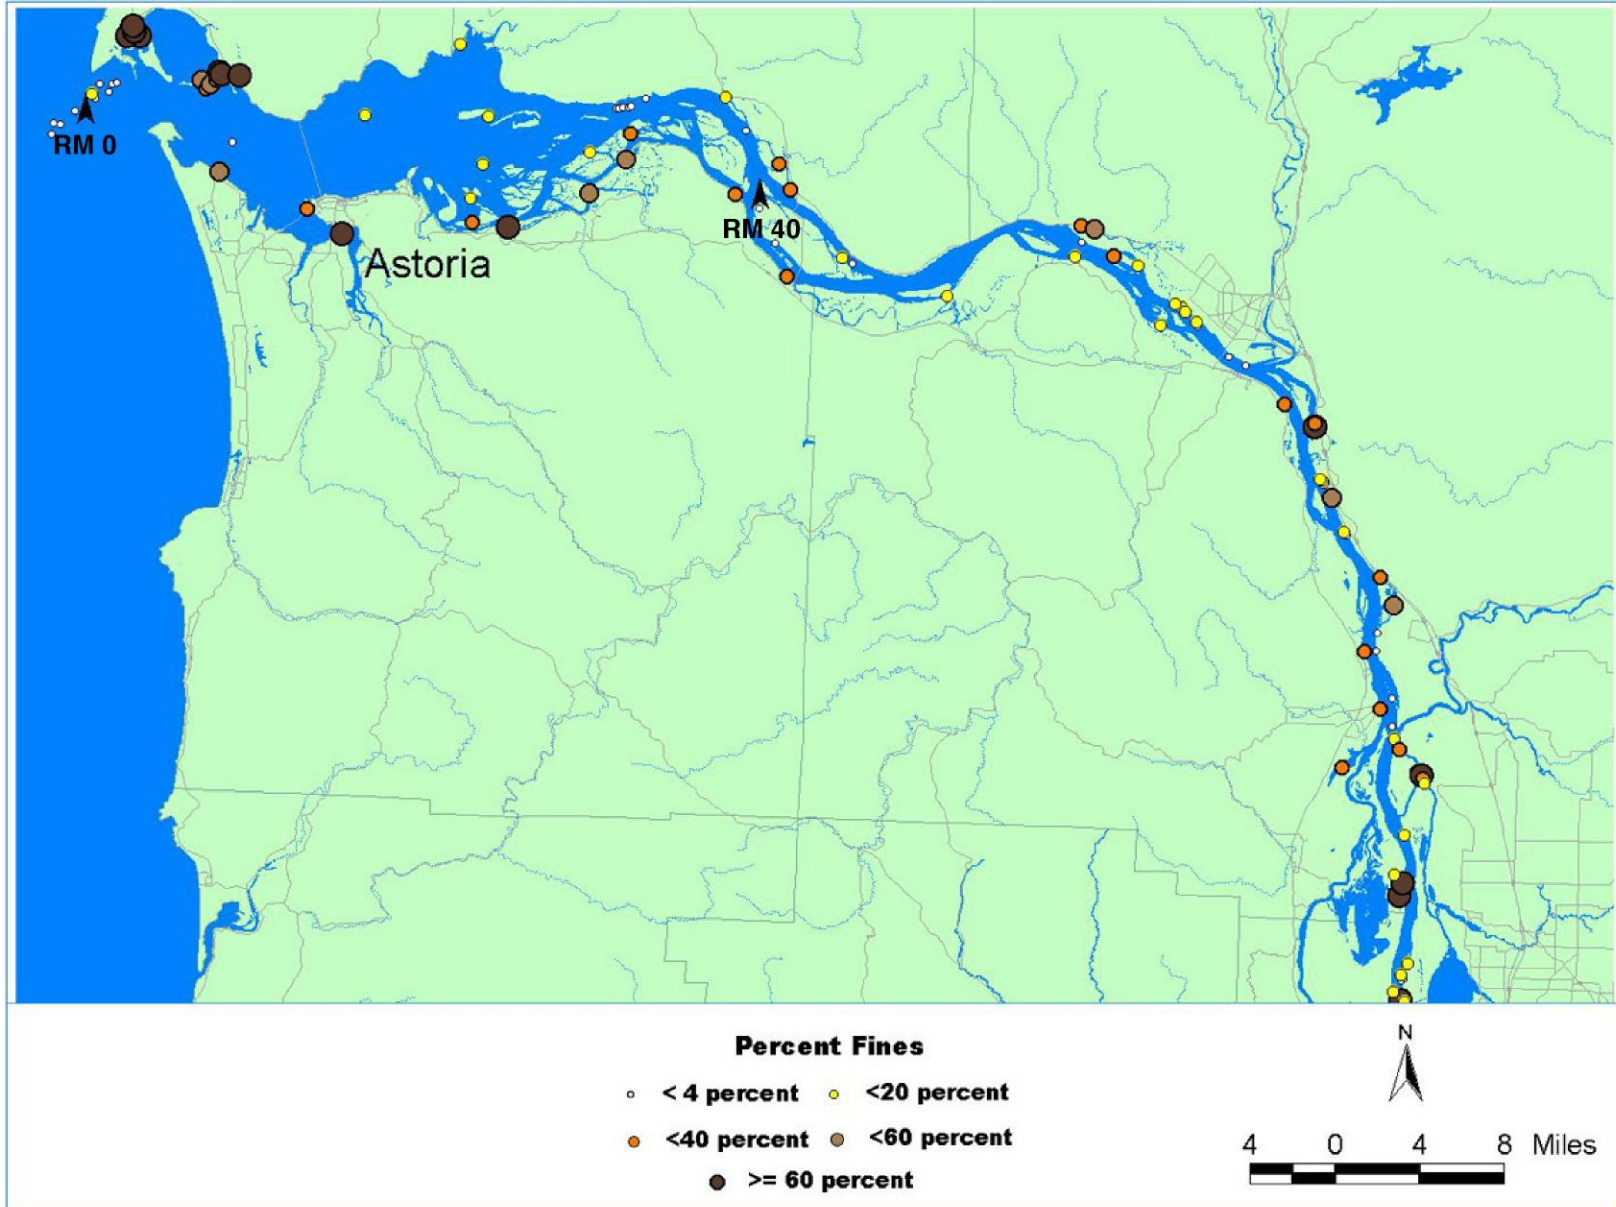 RM 0
RM 40
Astoria
Percent Fines
< 4 percent <20 percent
<40 percent <60 percent
>= 60 percent
N
4 0 4 8 Miles